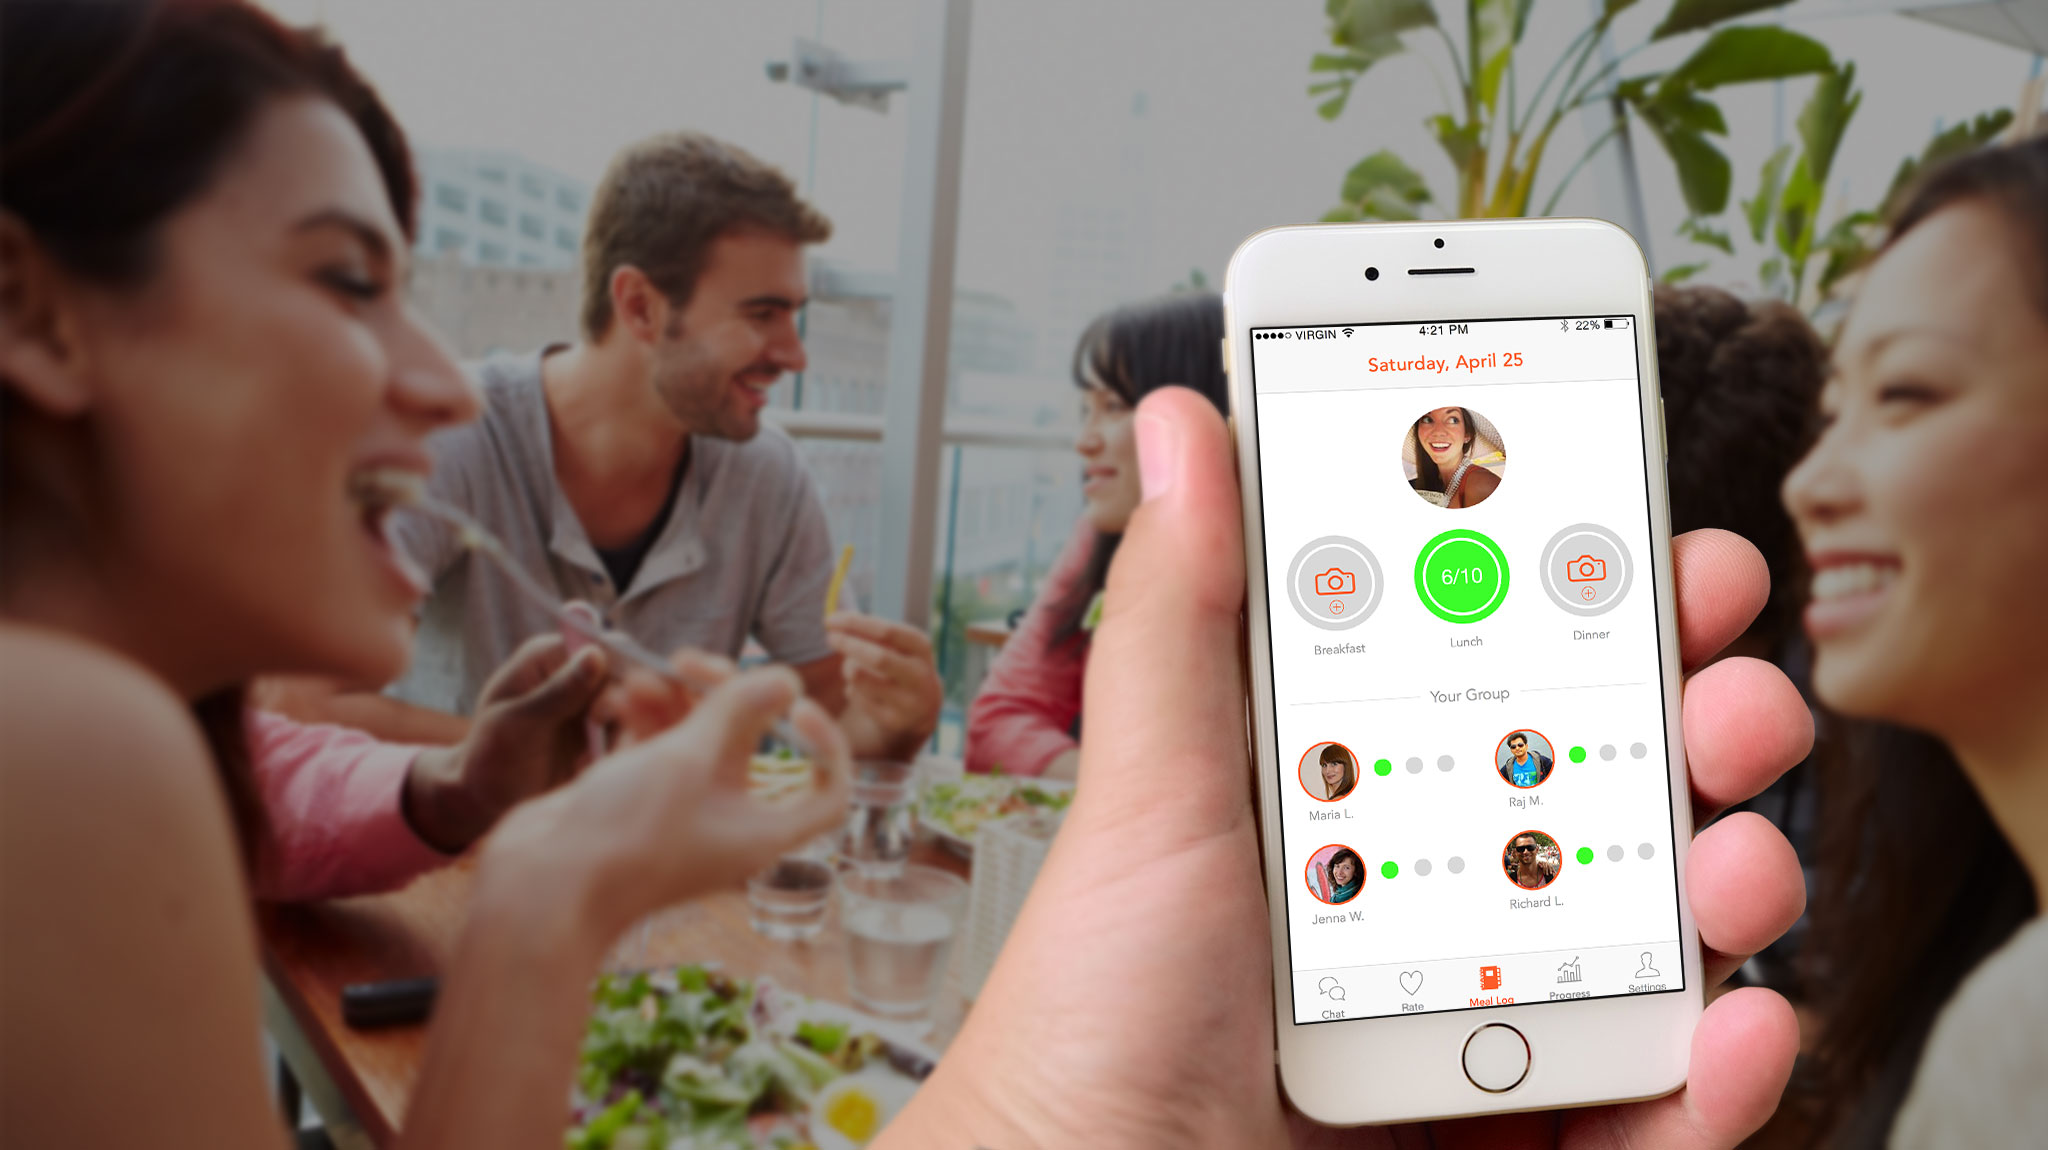 VIRGIN 4:21 PM 22%
Saturday, April 25
6/10
Breakfast Lunch Dinner
Your Group
Maria L. Raj M.
Jenna W. Richard L.
Chat Rate Meal Log Progress Settings